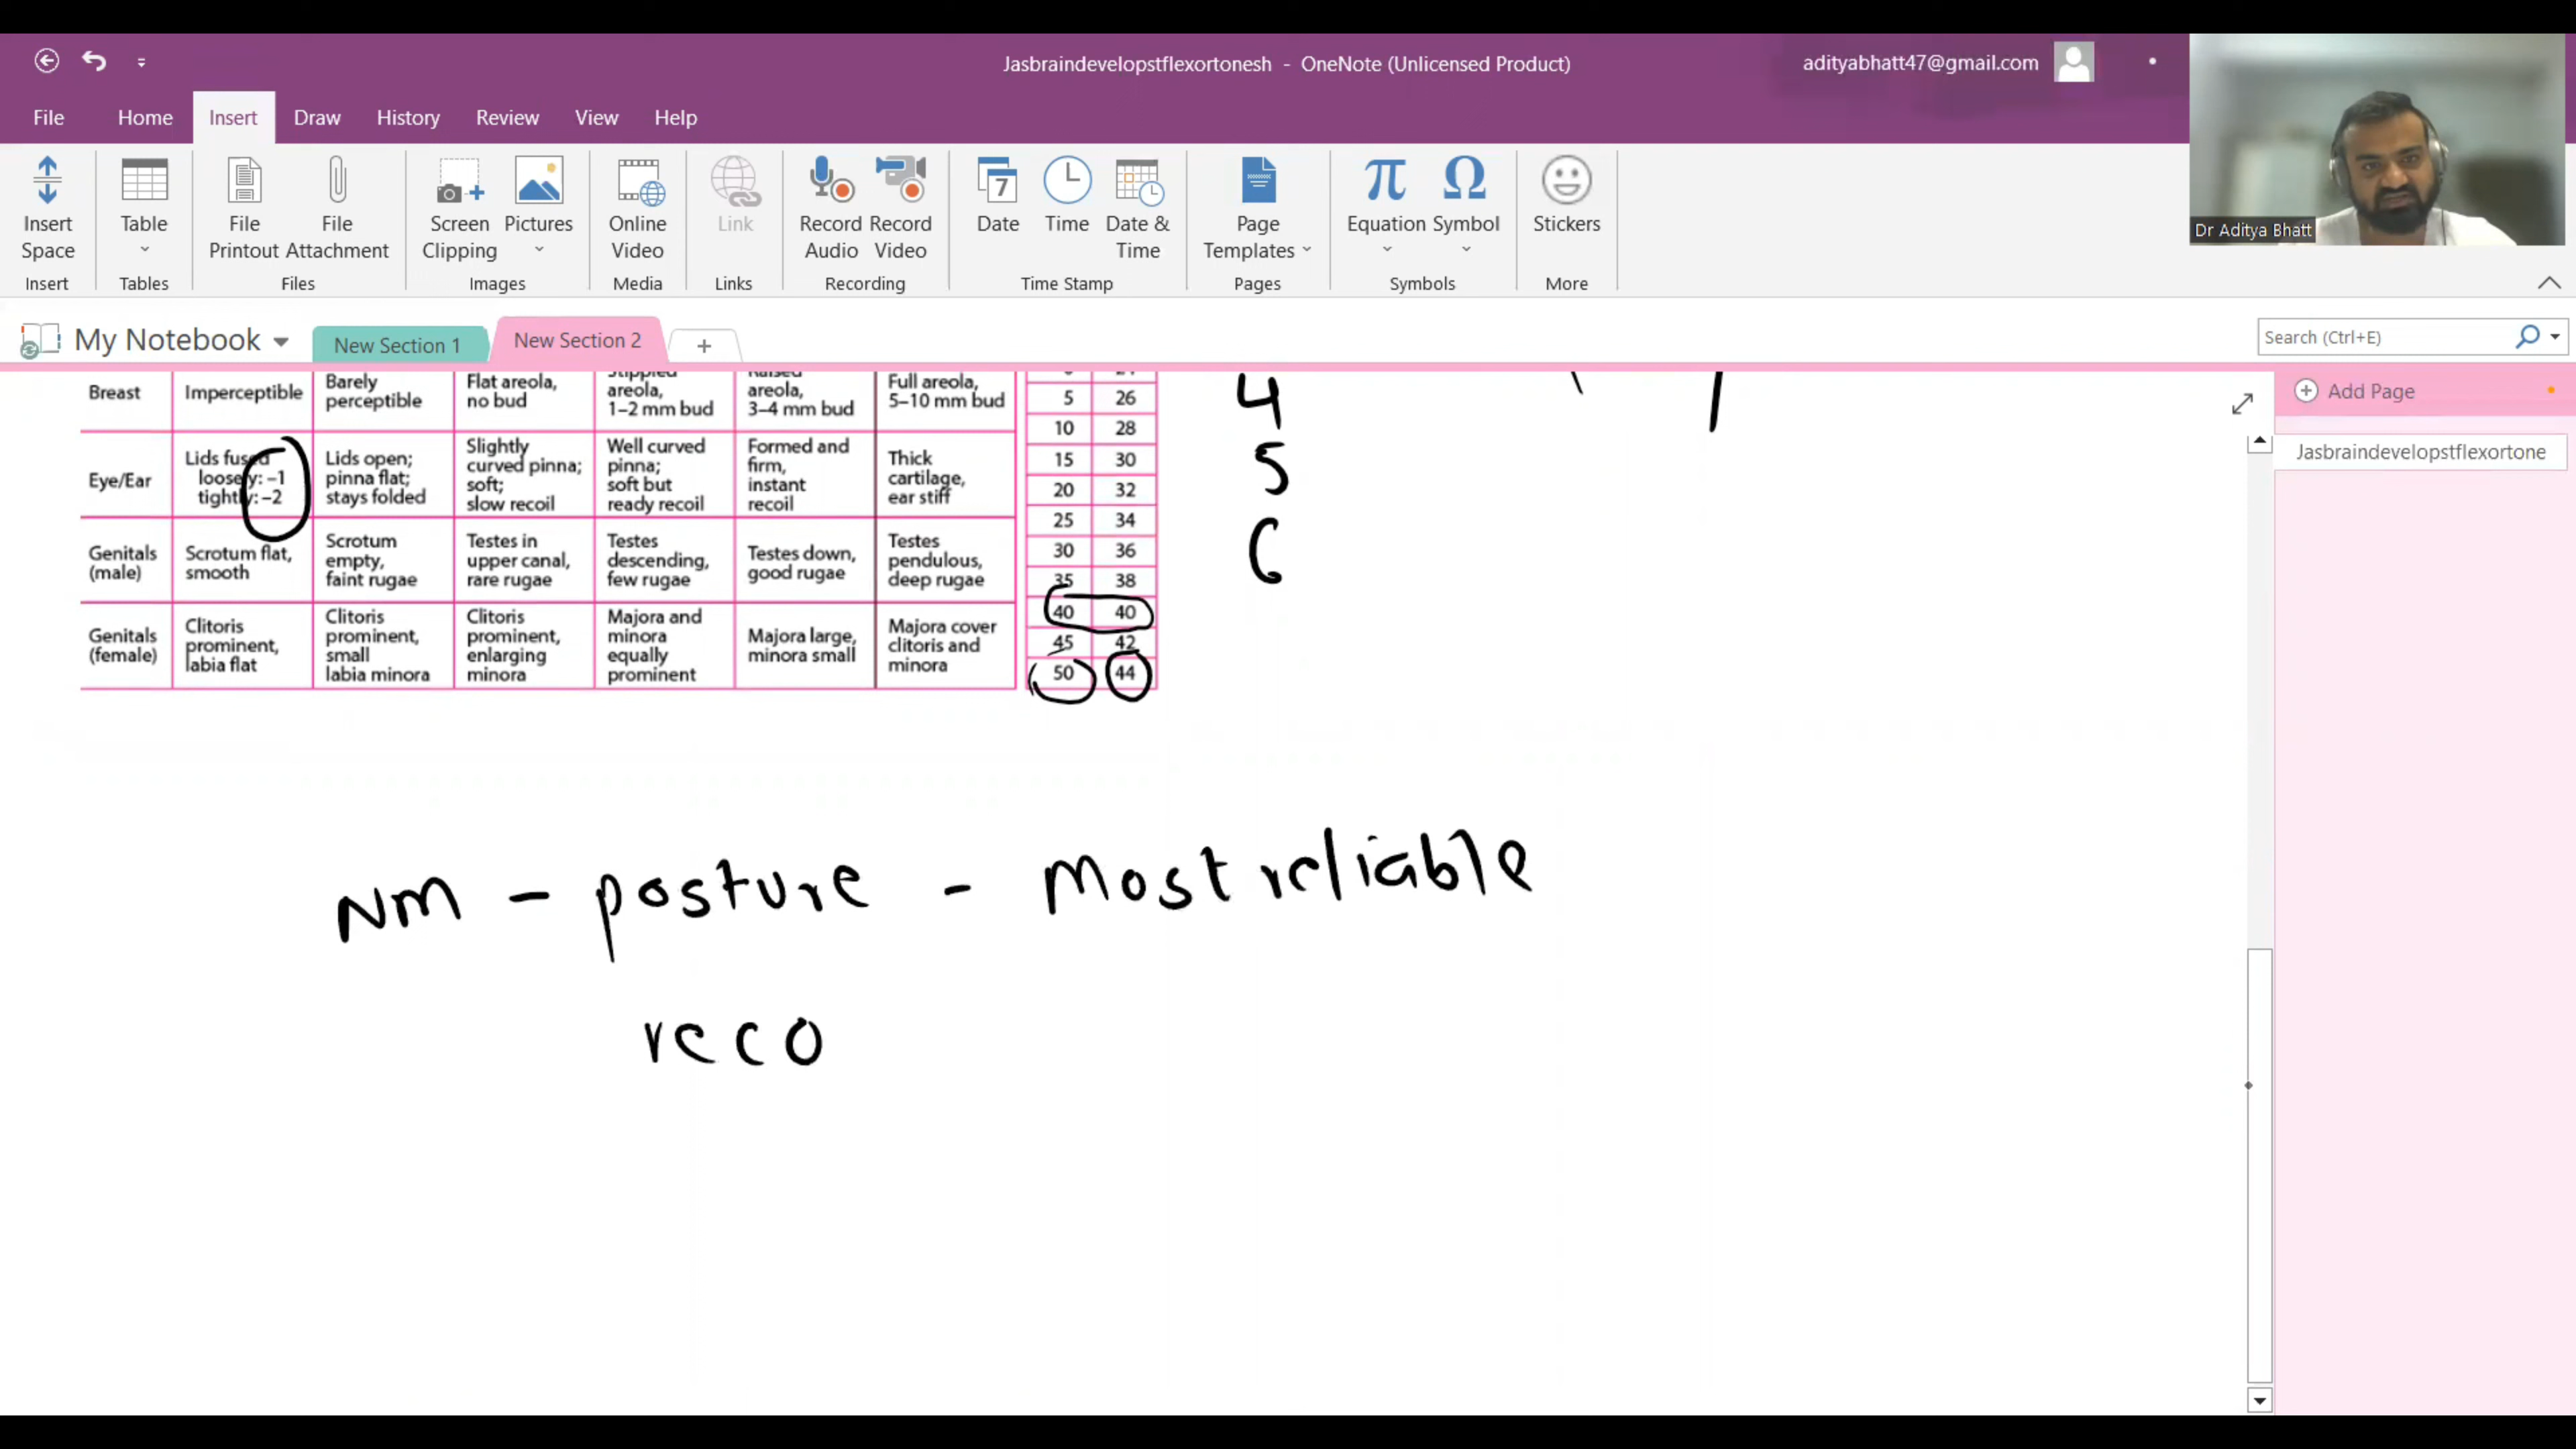 Jasbraindevelopstflexortonesh - OneNote (Unlicensed Product)
adityabhatt47@gmail.com
File Home Insert Draw History Review View Help
Insert Space
Table
File Printout
File Attachment
Screen Clipping
Pictures
Online Video
Link
Record Audio
Record Video
Date
Time
Date & Time
Page Templates
Equation
Symbol
Stickers
Insert Tables Files Images Media Links Recording Time Stamp Pages Symbols More
Dr Aditya Bhatt
My Notebook New Section 1 New Section 2 +
Search (Ctrl+E)
Add Page
Jasbraindevelopstflexortone
Breast
Imperceptible
Barely
perceptible
Flat areola,
no bud
Stippled
areola,
1–2 mm bud
Raised
areola,
3–4 mm bud
Full areola,
5–10 mm bud
Eye/Ear
Lids fused
loosely: –1
tightly: –2
Lids open;
pinna flat;
stays folded
Slightly
curved pinna;
soft;
slow recoil
Well curved
pinna;
soft but
ready recoil
Formed and
firm,
instant
recoil
Thick
cartilage,
ear stiff
Genitals
(male)
Scrotum flat,
smooth
Scrotum
empty,
faint rugae
Testes in
upper canal,
rare rugae
Testes
descending,
few rugae
Testes down,
good rugae
Testes
pendulous,
deep rugae
Genitals
(female)
Clitoris
prominent,
labia flat
Clitoris
prominent,
small
labia minora
Clitoris
prominent,
enlarging
minora
Majora and
minora
equally
prominent
Majora large,
minora small
Majora cover
clitoris and
minora
5 26
10 28
15 30
20 32
25 34
30 36
35 38
40 40
45 42
50 44
4
5
6
NM - posture - Most reliable
reco